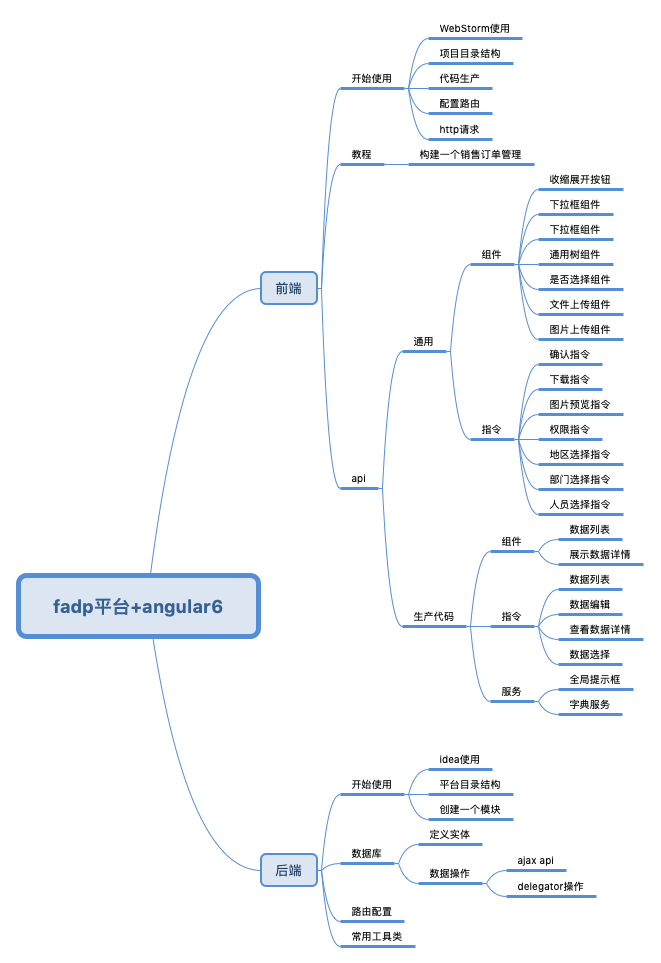 fadp平台+angular6
前端
开始使用
WebStorm使用
项目目录结构
代码生产
配置路由
http请求
教程
构建一个销售订单管理
api
通用
组件
收缩展开按钮
下拉框组件
下拉框组件
通用树组件
是否选择组件
文件上传组件
图片上传组件
指令
确认指令
下载指令
图片预览指令
权限指令
地区选择指令
部门选择指令
人员选择指令
生产代码
组件
数据列表
展示数据详情
指令
数据列表
数据编辑
查看数据详情
数据选择
服务
全局提示框
字典服务
后端
开始使用
idea使用
平台目录结构
创建一个模块
数据库
定义实体
数据操作
ajax api
delegator操作
路由配置
常用工具类